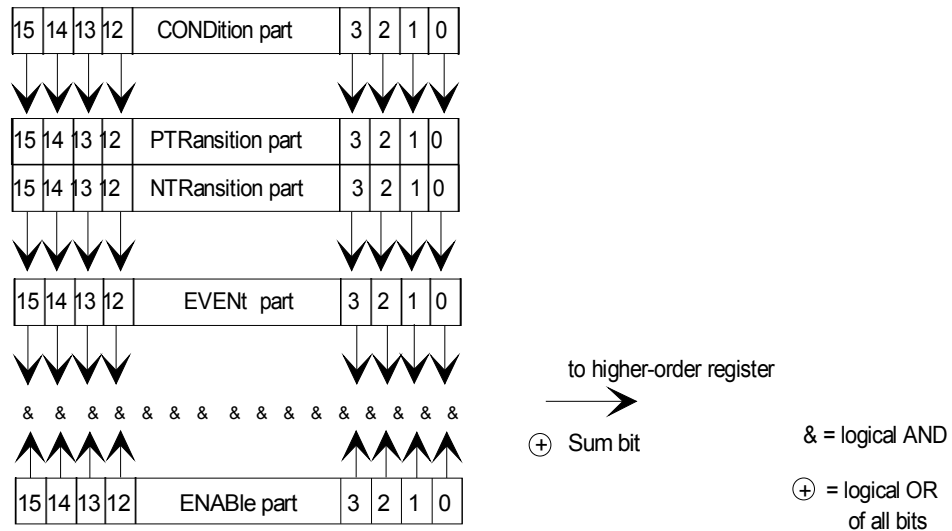 15 14 13 12 CONDition part 3 2 1 0
15 14 13 12 PTRansition part 3 2 1 0
15 14 13 12 NTRansition part 3 2 1 0
15 14 13 12 EVENt part 3 2 1 0
to higher-order register
& & & & & & & & & & & & & & & &
+ Sum bit
& = logical AND
15 14 13 12 ENABle part 3 2 1 0
+ = logical OR
of all bits